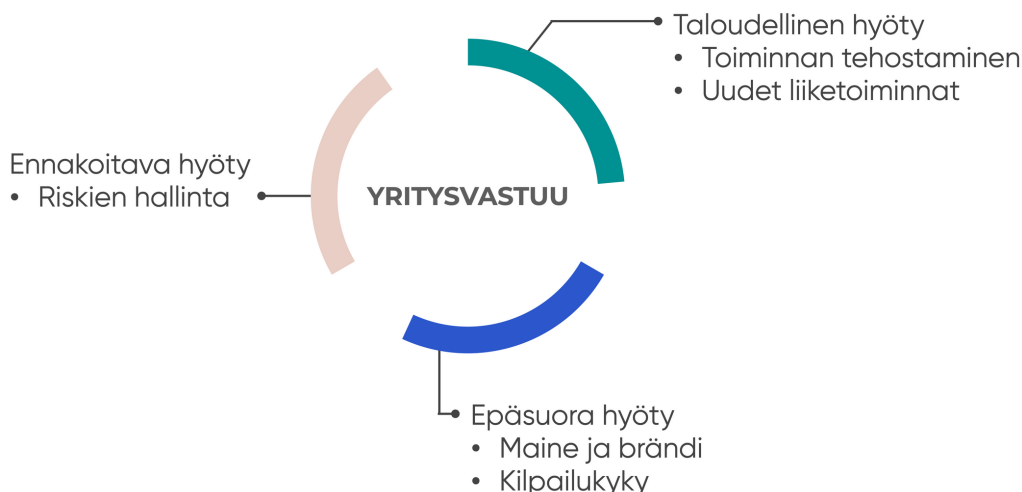 Taloudellinen hyöty
• Toiminnan tehostaminen
• Uudet liiketoiminnat
Ennakoitava hyöty
• Riskien hallinta
YRITYSVASTUU
Epäsuora hyöty
• Maine ja brändi
• Kilpailukyky